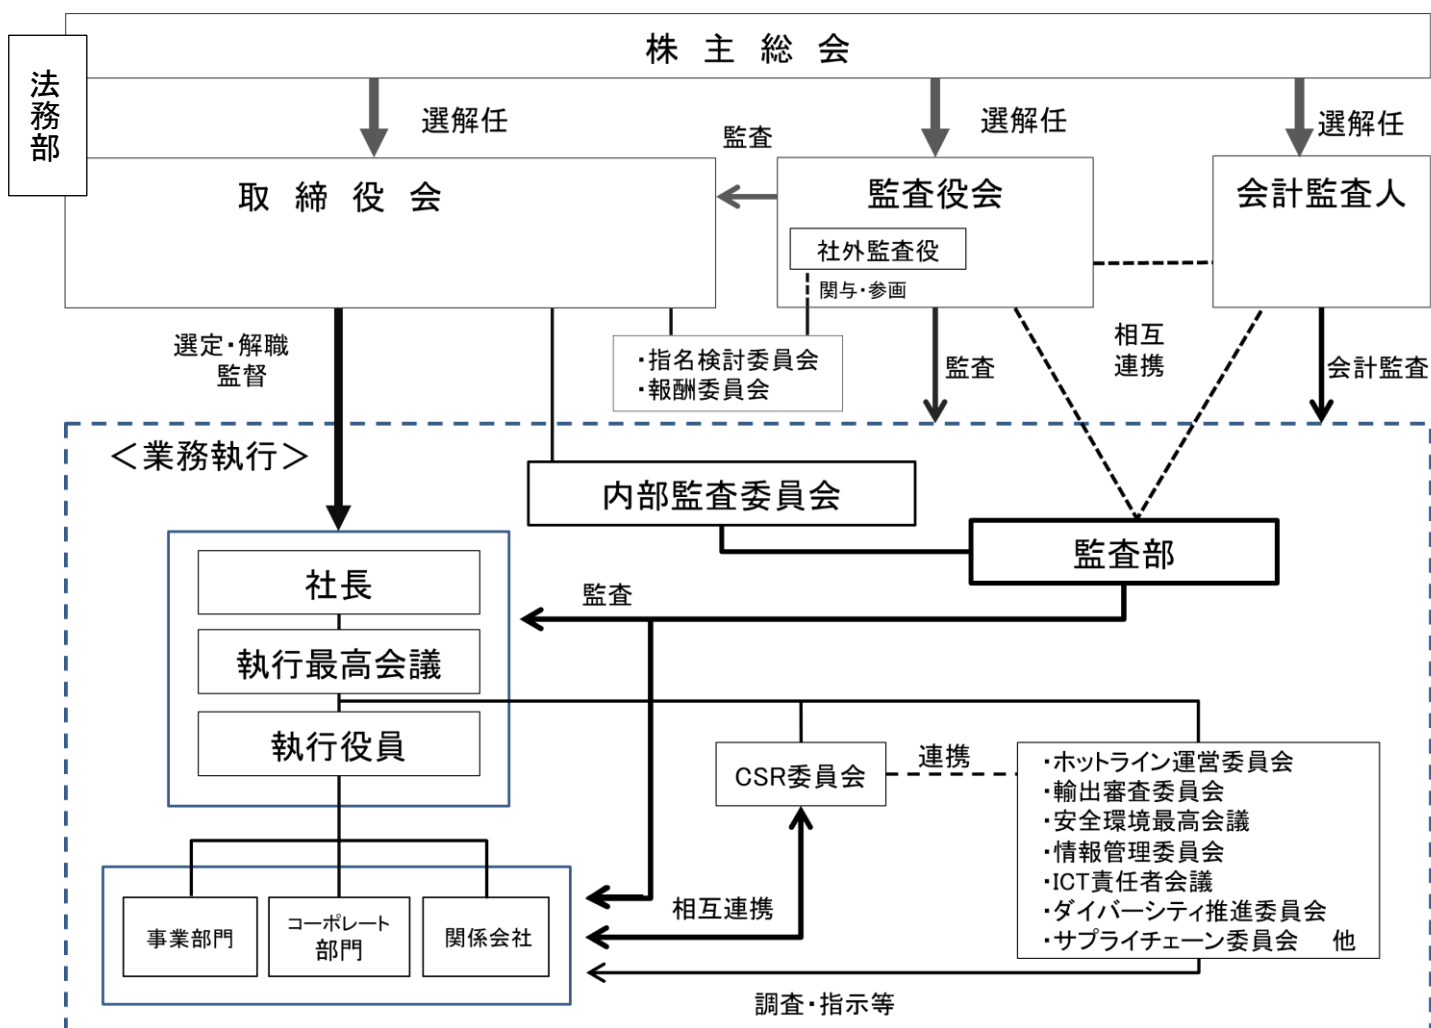 株主総会
法務部
選解任
選解任
選解任
監査
取締役会
監査役会
会計監査人
社外監査役
関与・参画
選定・解職
監督
・指名検討委員会
・報酬委員会
監査
相互
連携
会計監査
＜業務執行＞
内部監査委員会
監査部
社長
監査
執行最高会議
執行役員
CSR委員会
連携
・ホットライン運営委員会
・輸出審査委員会
・安全環境最高会議
・情報管理委員会
・ICT責任者会議
・ダイバーシティ推進委員会
・サプライチェーン委員会　他
相互連携
事業部門
コーポレート
部門
関係会社
調査・指示等